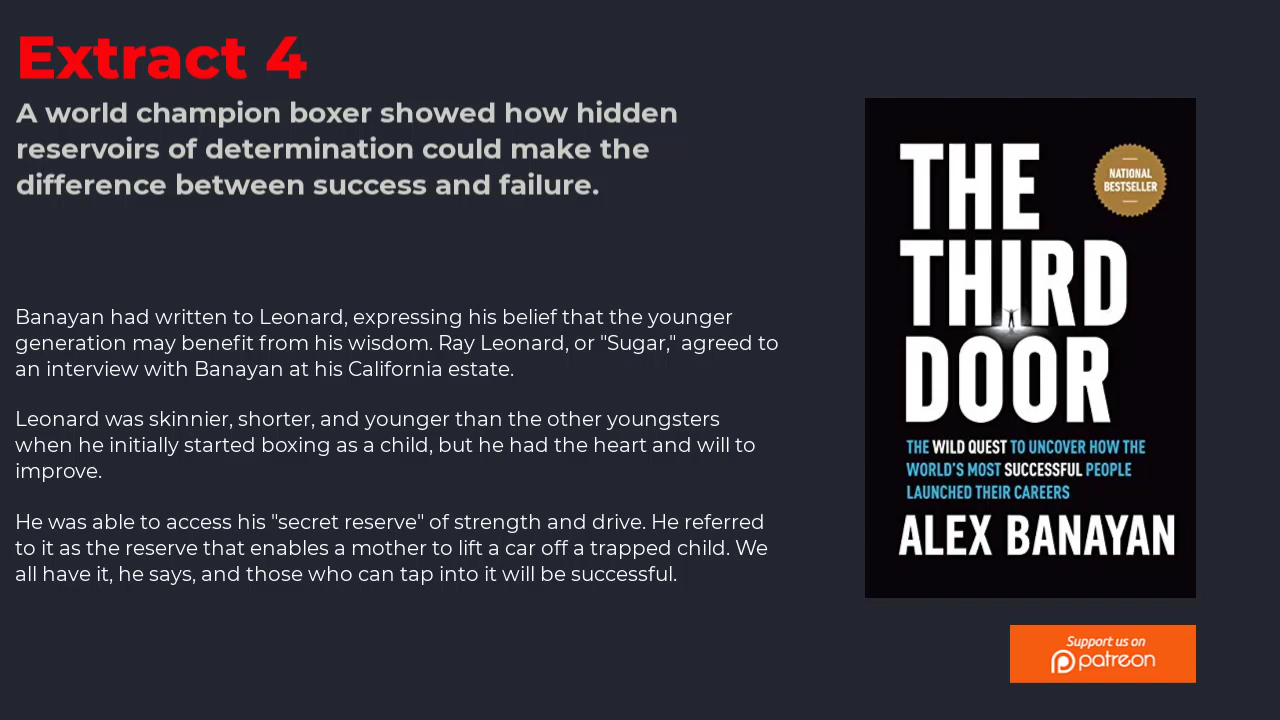 Extract 4
A world champion boxer showed how hidden
reservoirs of determination could make the
difference between success and failure.
Banayan had written to Leonard, expressing his belief that the younger
generation may benefit from his wisdom. Ray Leonard, or "Sugar," agreed to
an interview with Banayan at his California estate.
Leonard was skinnier, shorter, and younger than the other youngsters
when he initially started boxing as a child, but he had the heart and will to
improve.
He was able to access his "secret reserve" of strength and drive. He referred
to it as the reserve that enables a mother to lift a car off a trapped child. We
all have it, he says, and those who can tap into it will be successful.
THE
THIRD
DOOR
NATIONAL
BESTSELLER
THE WILD QUEST TO UNCOVER HOW THE
WORLD'S MOST SUCCESSFUL PEOPLE
LAUNCHED THEIR CAREERS
ALEX BANAYAN
Support us on
patreon